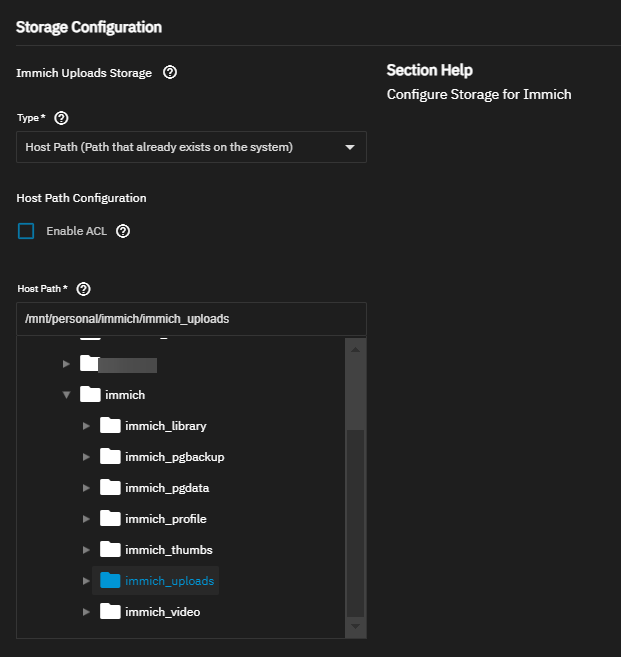 Storage Configuration
Immich Uploads Storage
Section Help
Configure Storage for Immich
Type *
Host Path (Path that already exists on the system)
Host Path Configuration
Enable ACL
Host Path *
/mnt/personal/immich/immich_uploads
immich
immich_library
immich_pgbackup
immich_pgdata
immich_profile
immich_thumbs
immich_uploads
immich_video